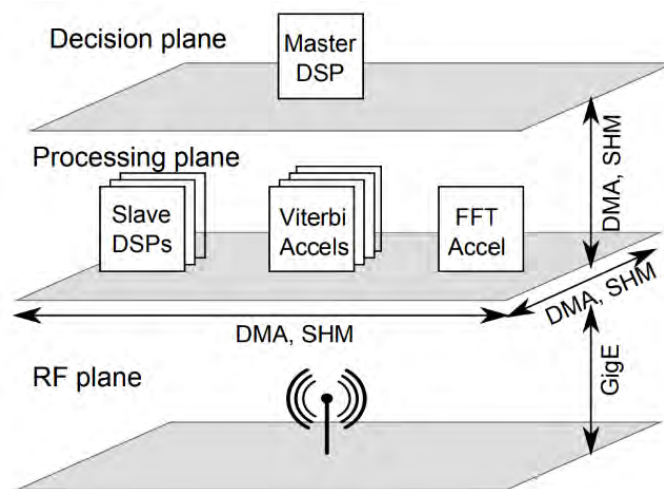 Decision plane
Master
DSP
Processing plane
DMA, SHM
Slave
DSPs
Viterbi
Accels
FFT
Accel
DMA, SHM
DMA, SHM
RF plane
GigE